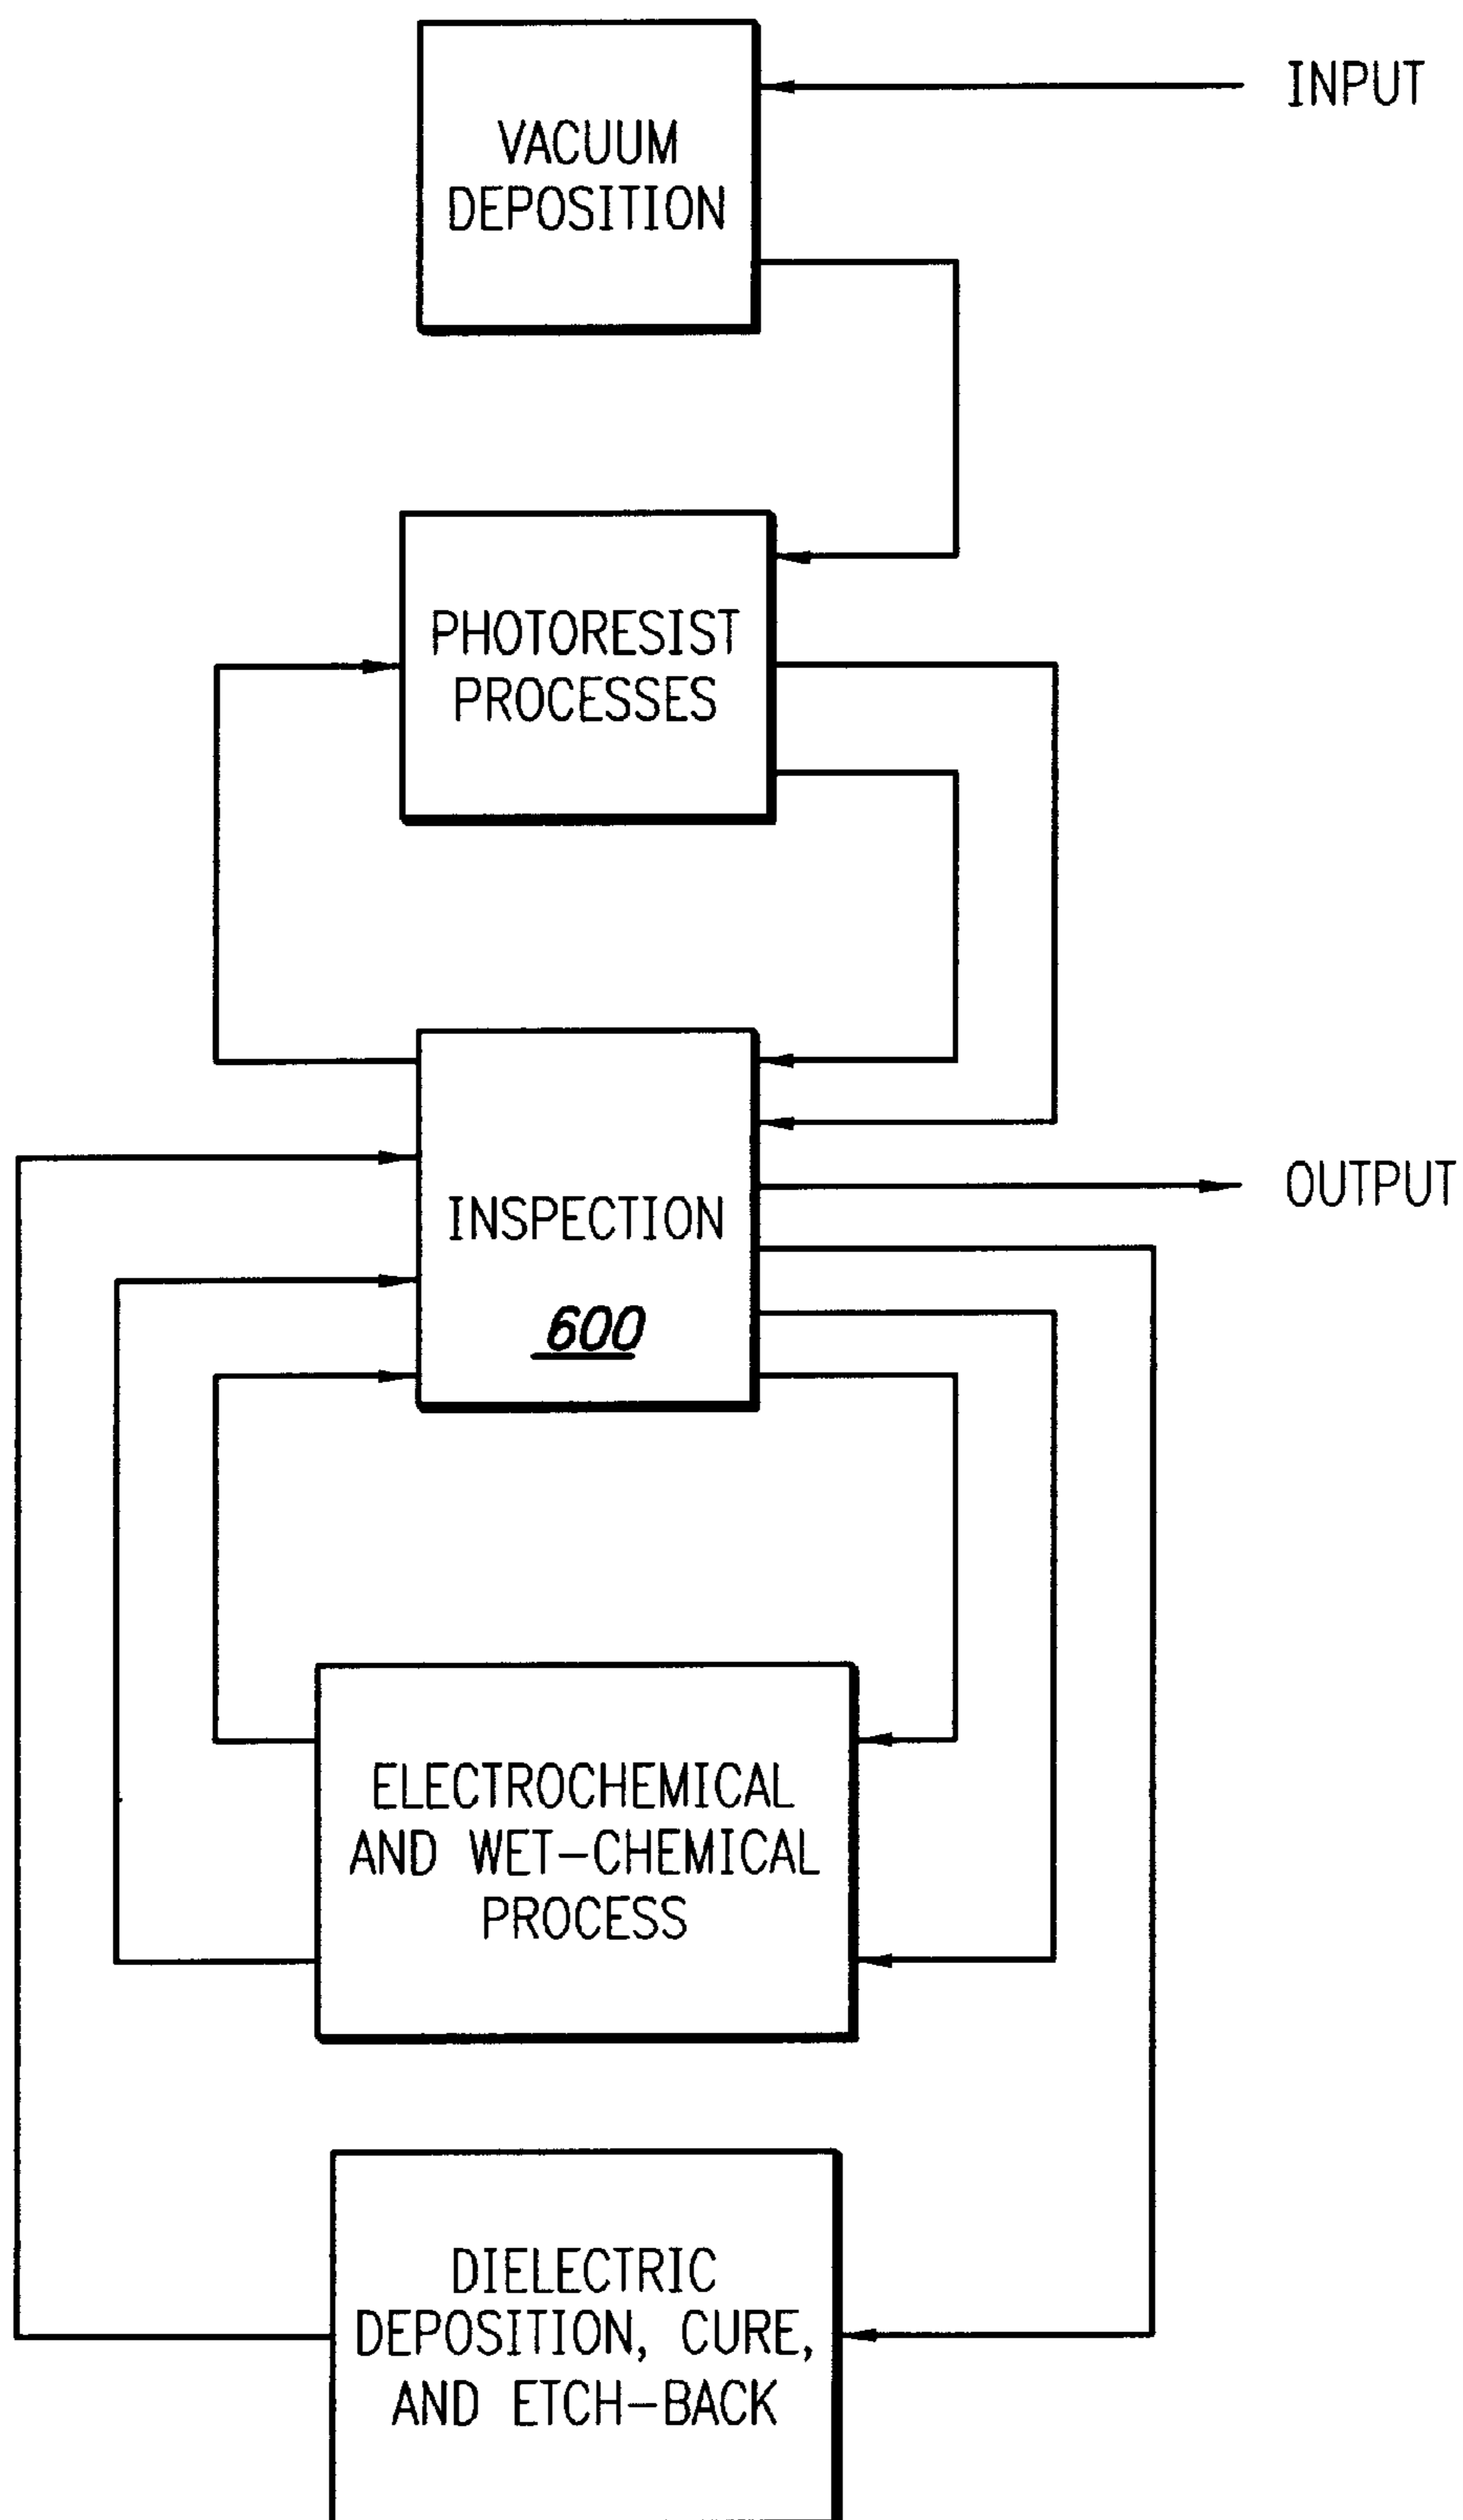 INPUT
VACUUM
DEPOSITION
PHOTORESIST
PROCESSES
OUTPUT
INSPECTION
600
ELECTROCHEMICAL
AND WET-CHEMICAL
PROCESS
DIELECTRIC
DEPOSITION, CURE,
AND ETCH-BACK